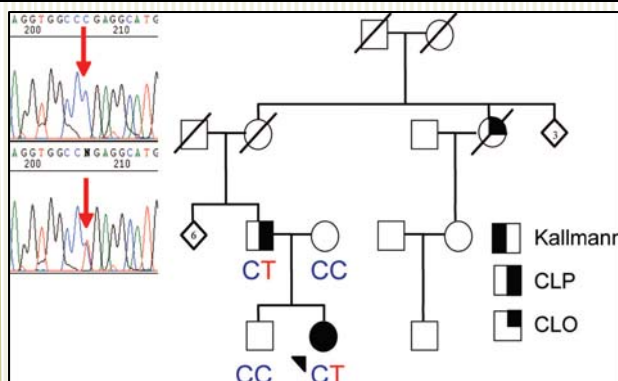 AGGTGGCCCGAGGCATG
200 210
AGGTGGCCNGAGGCATG
200 210
3
6
CT CC
CC CT
Kallmann
CLP
CLO